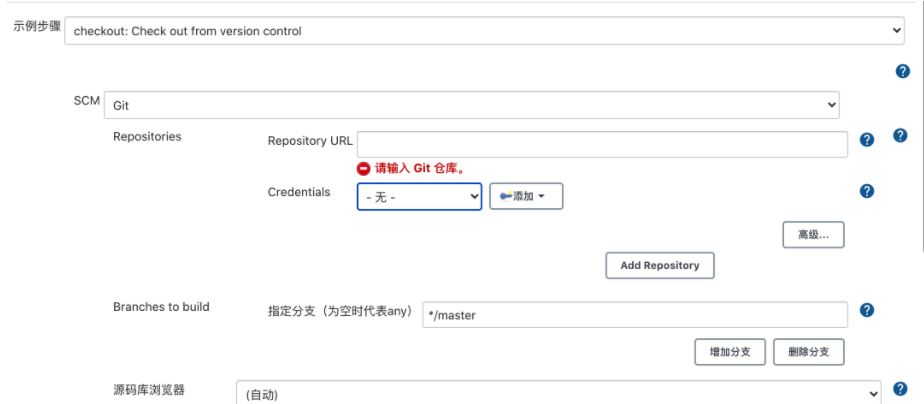 示例步骤 checkout: Check out from version control
SCM Git
Repositories Repository URL
请输入 Git 仓库。
Credentials - 无 - 添加
高级...
Add Repository
Branches to build 指定分支（为空时代表any） */master
增加分支 删除分支
源码库浏览器 (自动)